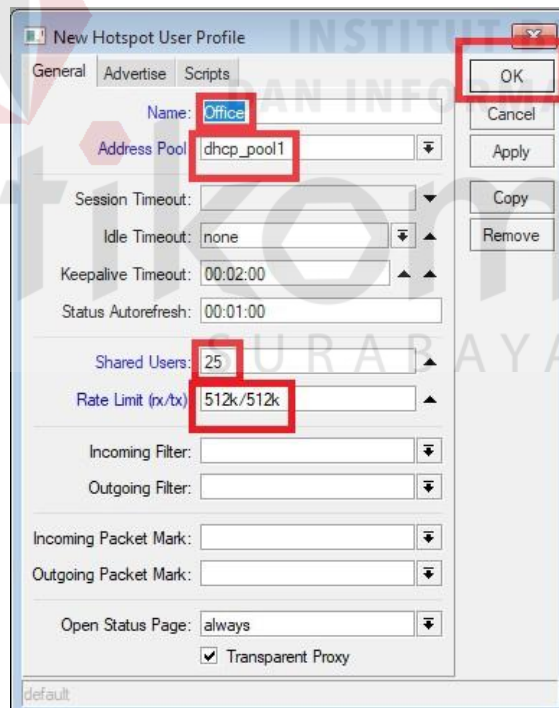 New Hotspot User Profile
General Advertise Scripts
Name: Office
Address Pool dhcp_pool1
Session Timeout:
Idle Timeout: none
Keepalive Timeout: 00:02:00
Status Autorefresh: 00:01:00
Shared Users: 25
Rate Limit (rx/tx) 512k/512k
Incoming Filter:
Outgoing Filter:
Incoming Packet Mark:
Outgoing Packet Mark:
Open Status Page: always
Transparent Proxy
default
OK
Cancel
Apply
Copy
Remove
INSTITUT
DAN INFORMA
tikom
SURABAYA